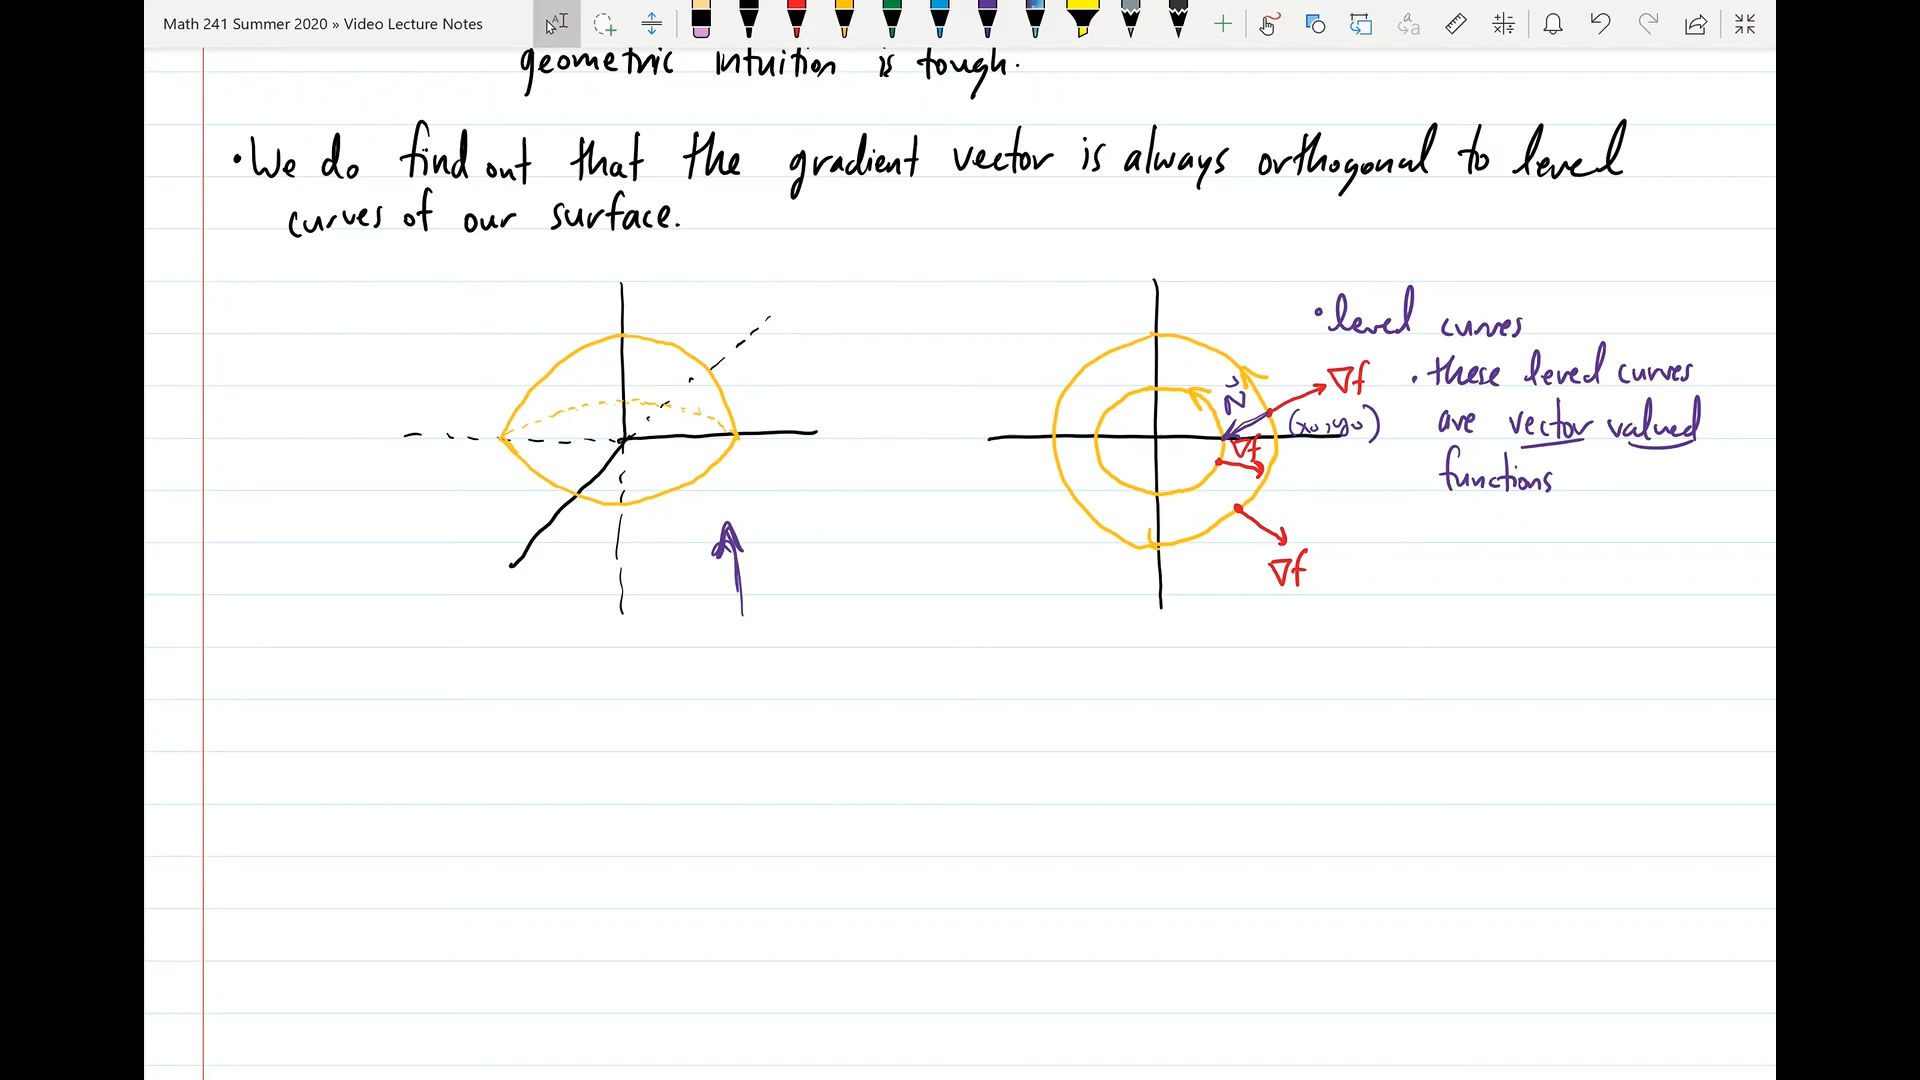 Math 241 Summer 2020 » Video Lecture Notes
geometric intuition is tough.
• We do find out that the gradient vector is always orthogonal to level
curves of our surface.
• level curves
• these level curves
are vector valued
functions
∇f
N
(x₀, y₀)
∇f
∇f